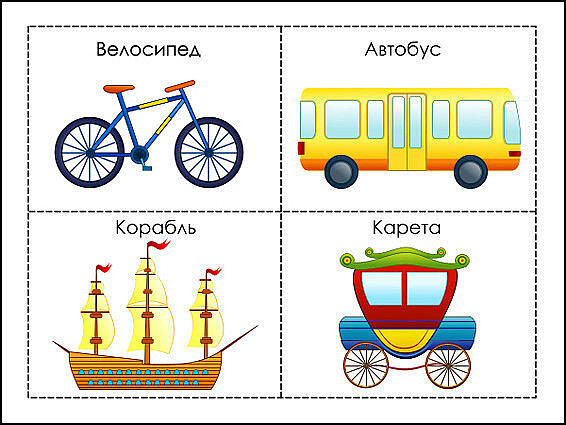 Велосипед
Автобус
Корабль
Карета